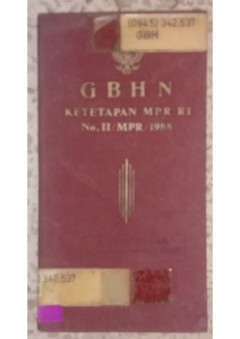 (094.5) 342.537
GBH
GBHN
KETETAPAN MPR RI
No. II/MPR/1988
342.537